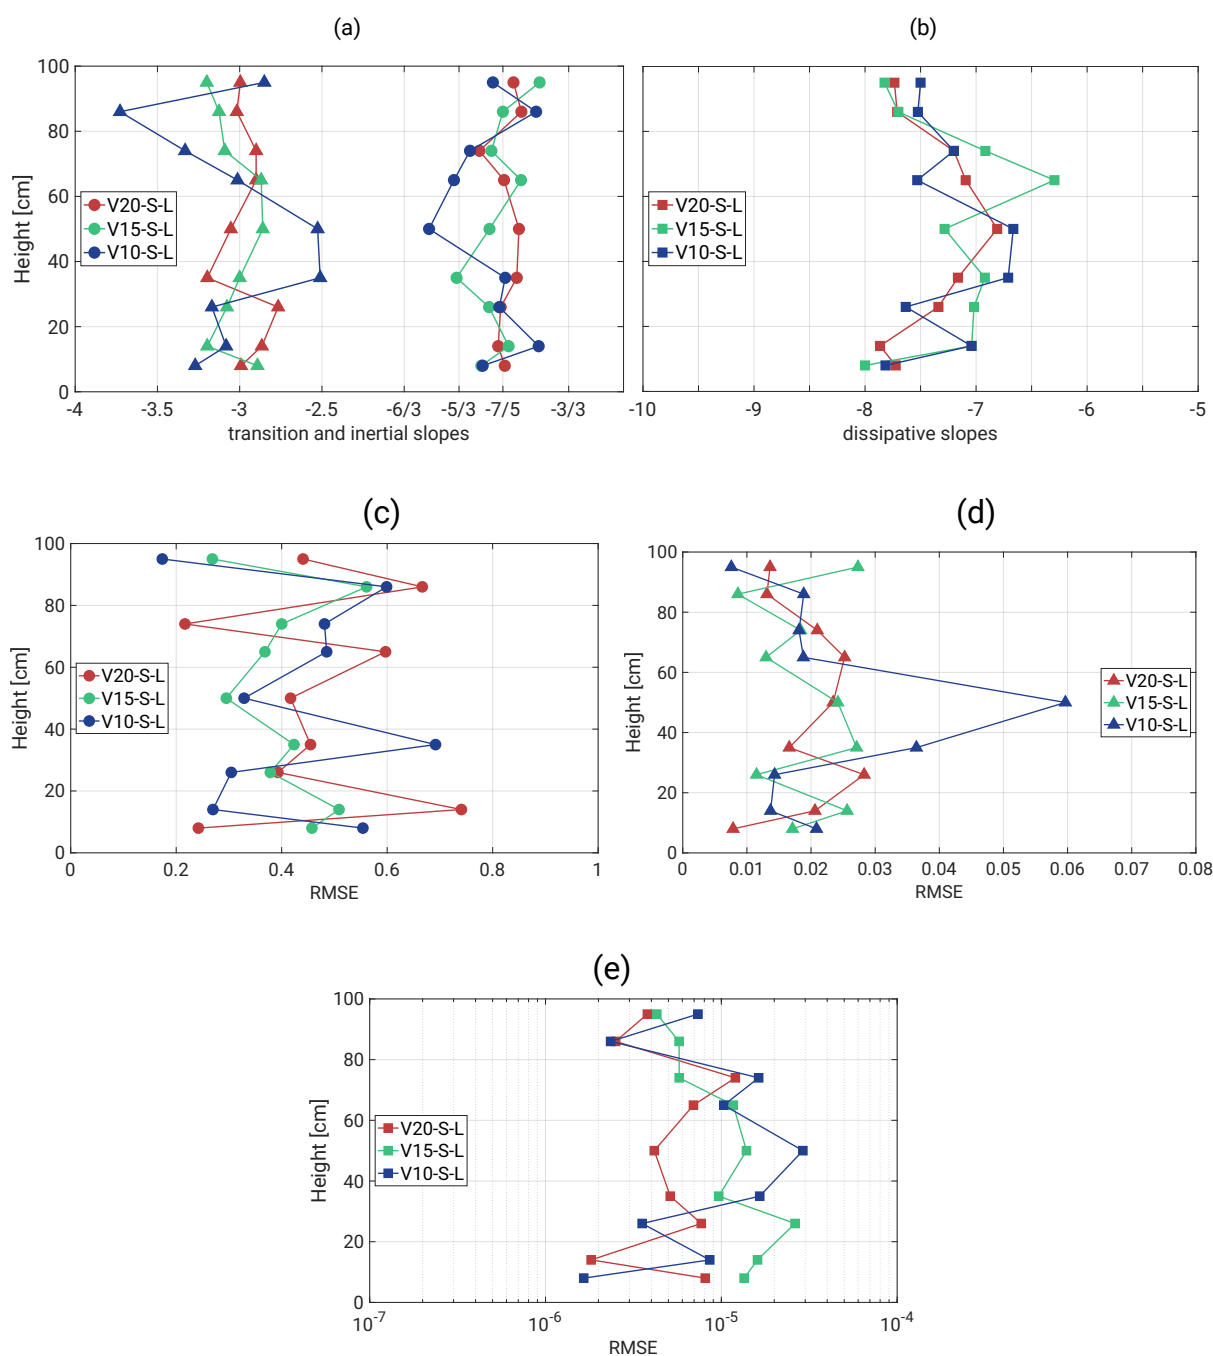 (a)
100
80
60
40
20
0
Height [cm]
V20-S-L
V15-S-L
V10-S-L
-4 -3.5 -3 -2.5 -6/3 -5/3 -7/5 -3/3
transition and inertial slopes
(b)
Height [cm]
V20-S-L
V15-S-L
V10-S-L
-10 -9 -8 -7 -6 -5
dissipative slopes
(c)
100
80
60
40
20
0
Height [cm]
V20-S-L
V15-S-L
V10-S-L
0 0.2 0.4 0.6 0.8 1
RMSE
(d)
100
80
60
40
20
0
Height [cm]
V20-S-L
V15-S-L
V10-S-L
0 0.01 0.02 0.03 0.04 0.05 0.06 0.07 0.08
RMSE
(e)
100
80
60
40
20
0
Height [cm]
V20-S-L
V15-S-L
V10-S-L
10-7 10-6 10-5 10-4
RMSE